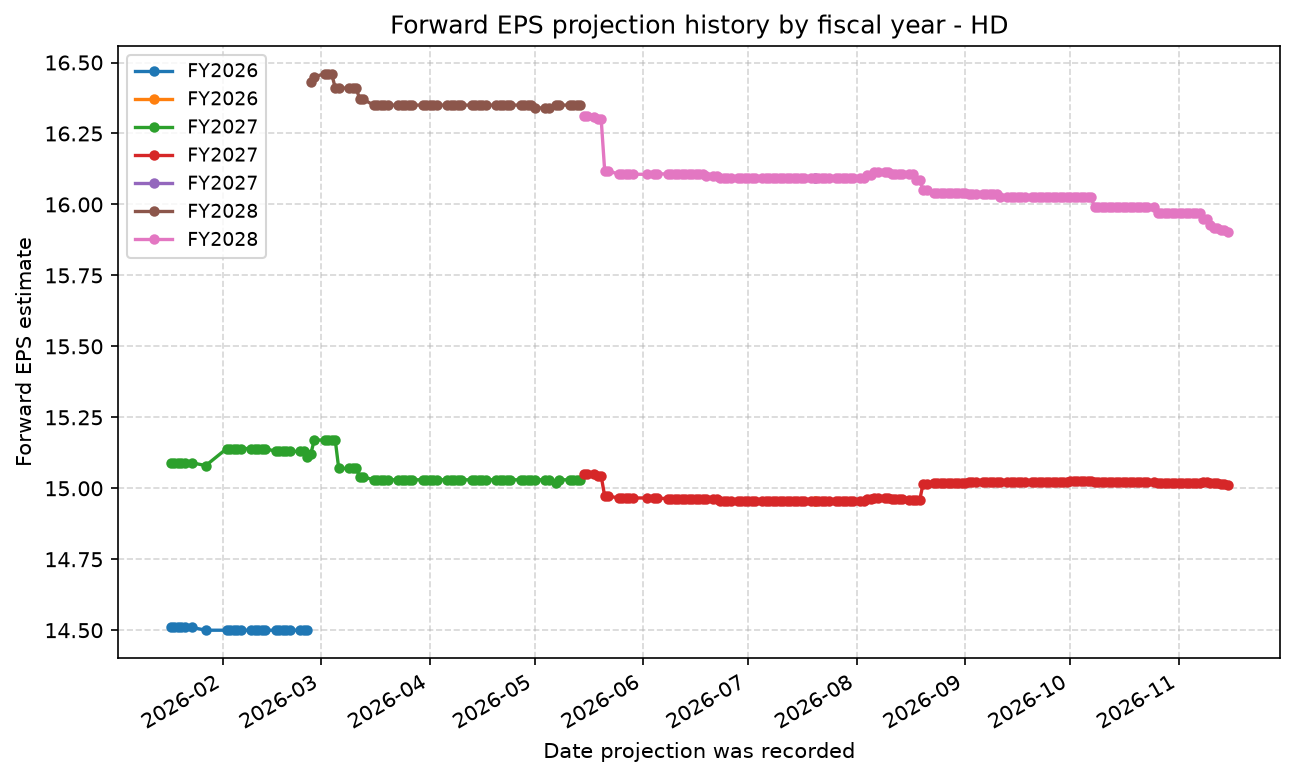 Forward EPS projection history by fiscal year - HD
FY2026
FY2026
FY2027
FY2027
FY2027
FY2028
FY2028
Forward EPS estimate
16.50
16.25
16.00
15.75
15.50
15.25
15.00
14.75
14.50
2026-02
2026-03
2026-04
2026-05
2026-06
2026-07
2026-08
2026-09
2026-10
2026-11
Date projection was recorded